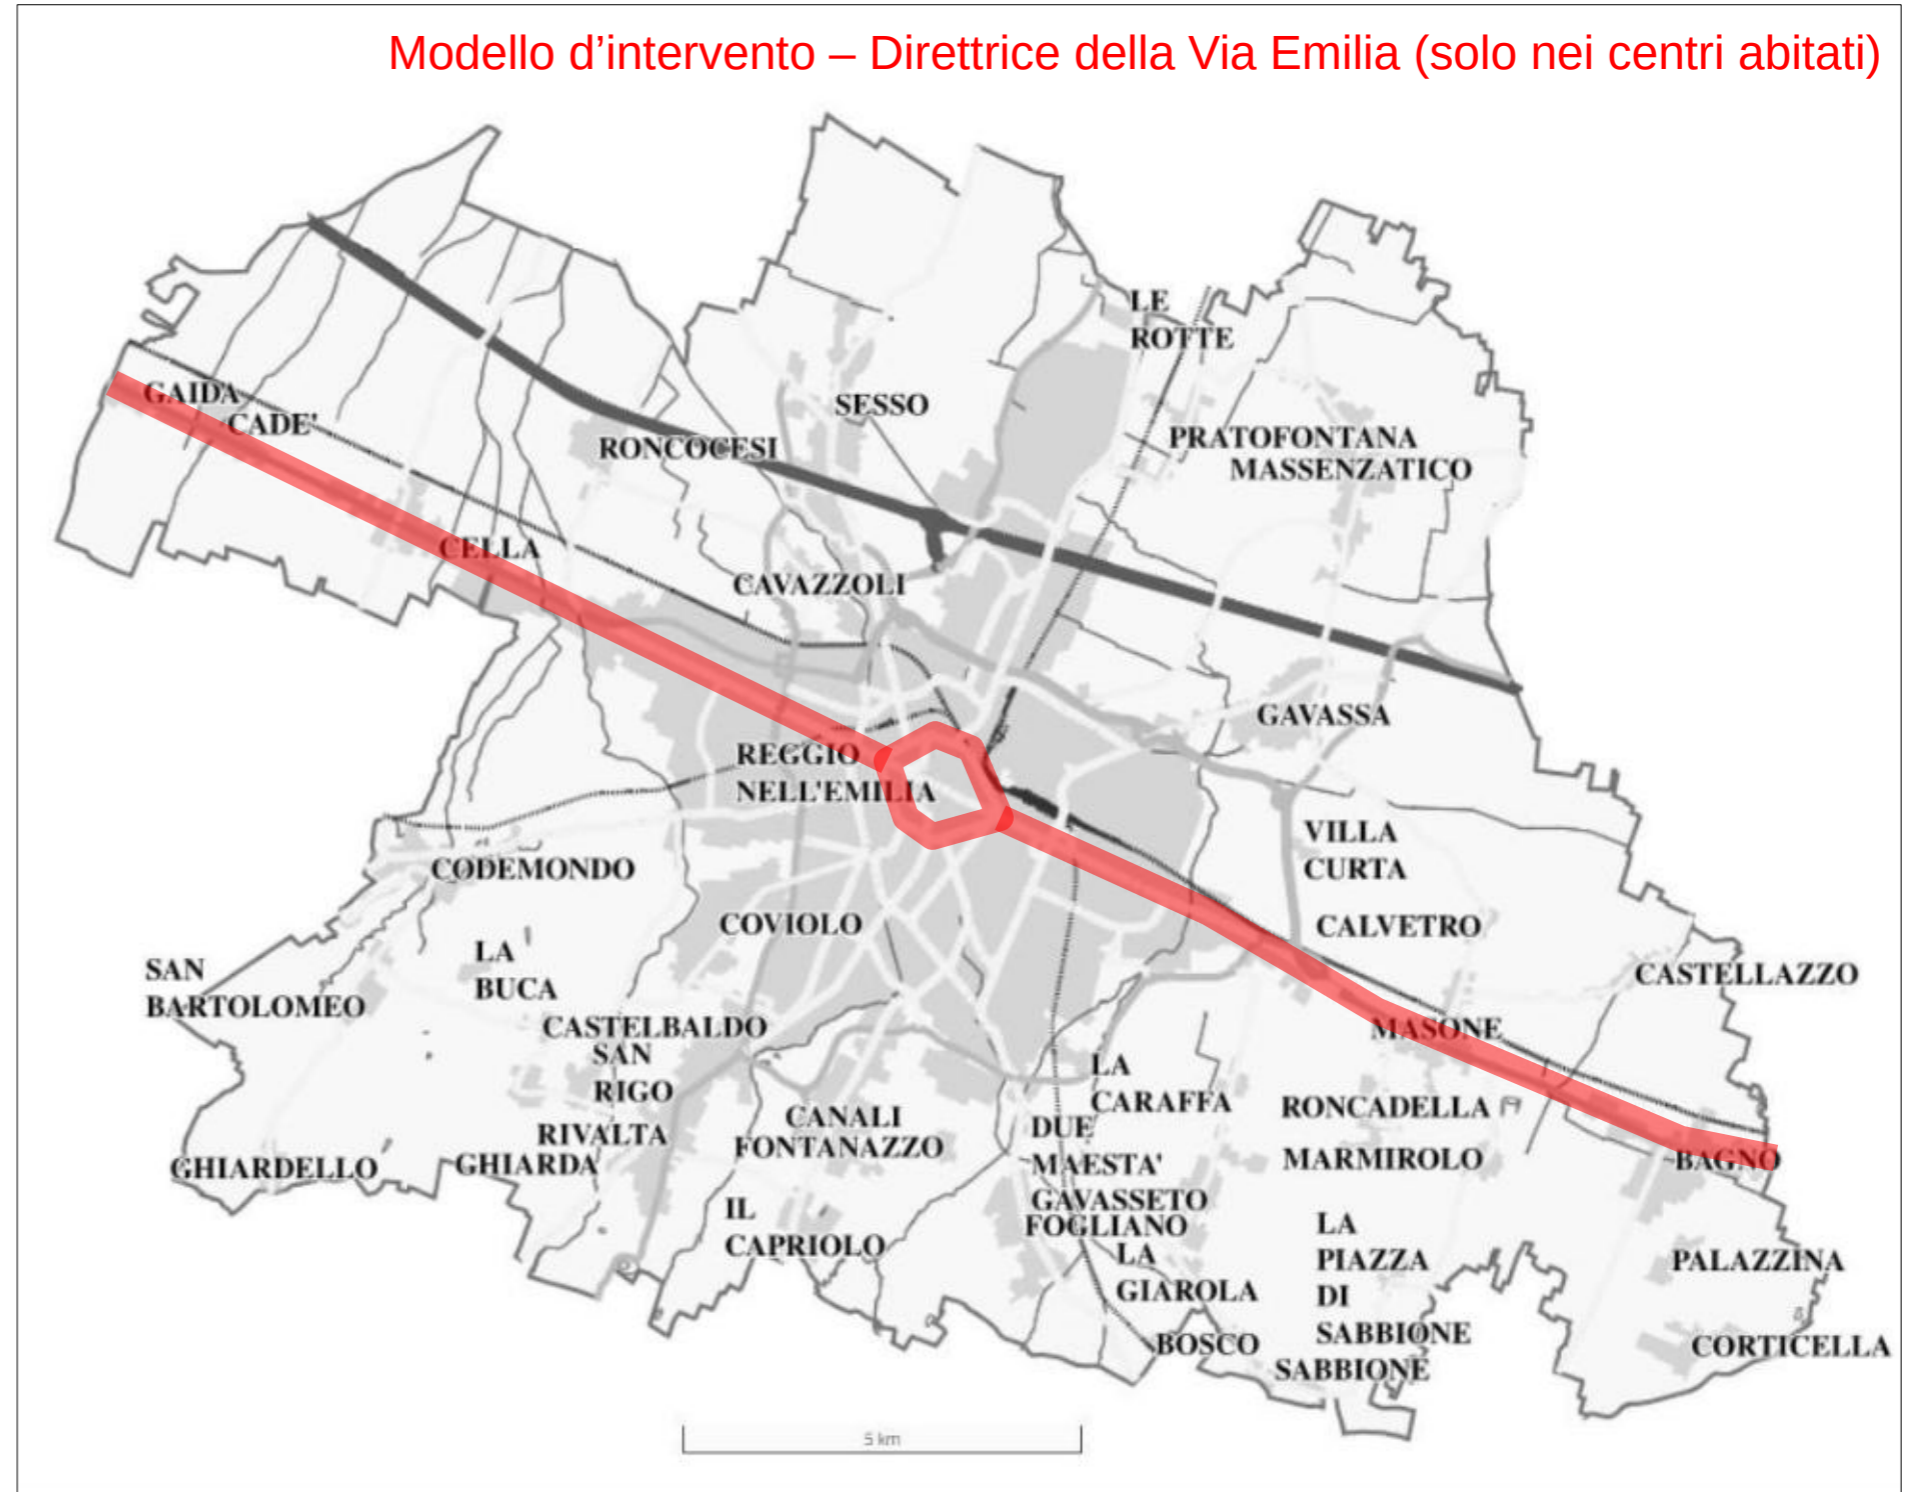 Modello d’intervento – Direttrice della Via Emilia (solo nei centri abitati)
LE
ROTTE
GAIDA
CADE'
SESSO
RONCOCESI
PRATOFONTANA
MASSENZATICO
CELLA
CAVAZZOLI
GAVASSA
REGGIO
NELL'EMILIA
VILLA
CURTA
CODEMONDO
COVIOLO
CALVETRO
LA
BUCA
SAN
BARTOLOMEO
CASTELLAZZO
CASTELBALDO
MASONE
SAN
RIGO
LA
CARAFFA
RONCADELLA
CANALI
FONTANAZZO
RIVALTA
DUE
MAESTA'
MARMIROLO
BAGNO
GHIARDELLO
GHIARDA
GAVASSETO
FOGLIANO
IL
CAPRIOLO
LA
GIAROLA
LA
PIAZZA
DI
SABBIONE
PALAZZINA
BOSCO
SABBIONE
CORTICELLA
5 km